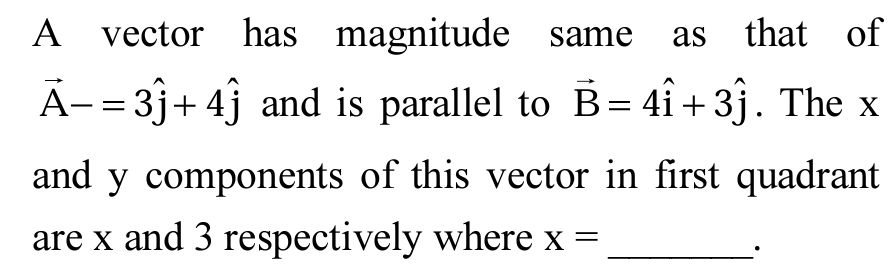 A vector has magnitude same as that of
$\vec{A}- = 3\hat{j} + 4\hat{j}$ and is parallel to $\vec{B} = 4\hat{i} + 3\hat{j}$. The x
and y components of this vector in first quadrant
are x and 3 respectively where x = _______.